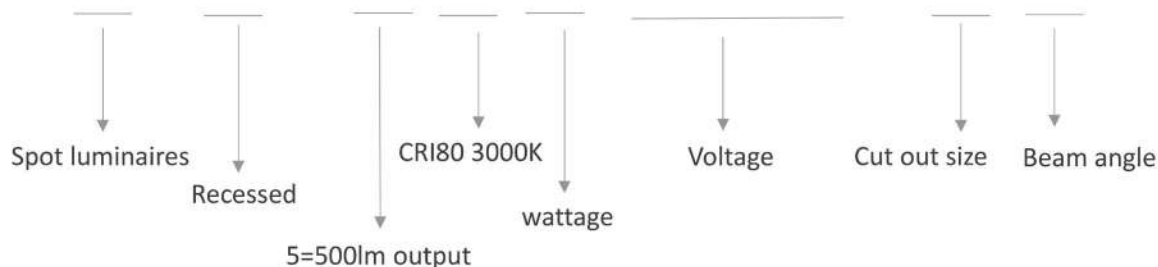 Spot luminaires
CRI80 3000K
Voltage
Cut out size
Beam angle
Recessed
wattage
5=500lm output